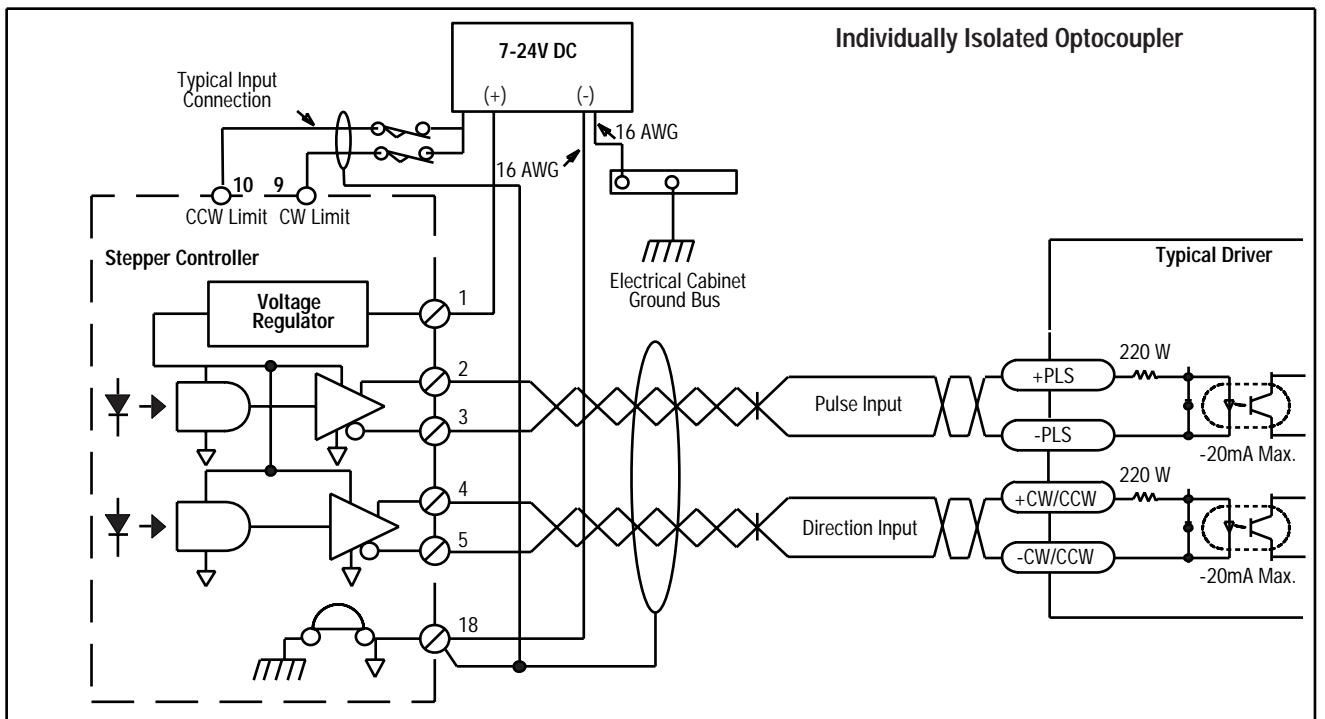 Individually Isolated Optocoupler
7-24V DC
(+)
(-)
Typical Input
Connection
16 AWG
16 AWG
10
9
CCW Limit
CW Limit
Electrical Cabinet
Ground Bus
Stepper Controller
Voltage
Regulator
1
2
3
4
5
18
Pulse Input
Direction Input
Typical Driver
+PLS
220 W
-PLS
-20mA Max.
+CW/CCW
220 W
-CW/CCW
-20mA Max.